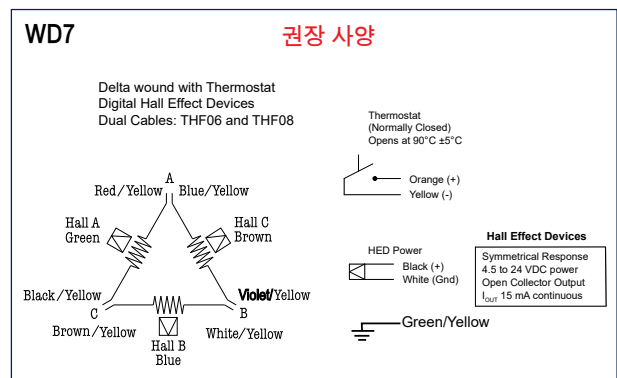 WD7
권장 사양
Delta wound with Thermostat
Digital Hall Effect Devices
Dual Cables: THF06 and THF08
Thermostat
(Normally Closed)
Opens at 90°C ±5°C
Orange (+)
Yellow (-)
A
Red/Yellow
Blue/Yellow
Hall A
Green
Hall C
Brown
Black/Yellow
C
Brown/Yellow
Violet/Yellow
B
White/Yellow
Hall B
Blue
HED Power
Black (+)
White (Gnd)
Green/Yellow
Hall Effect Devices
Symmetrical Response
4.5 to 24 VDC power
Open Collector Output
IOUT 15 mA continuous